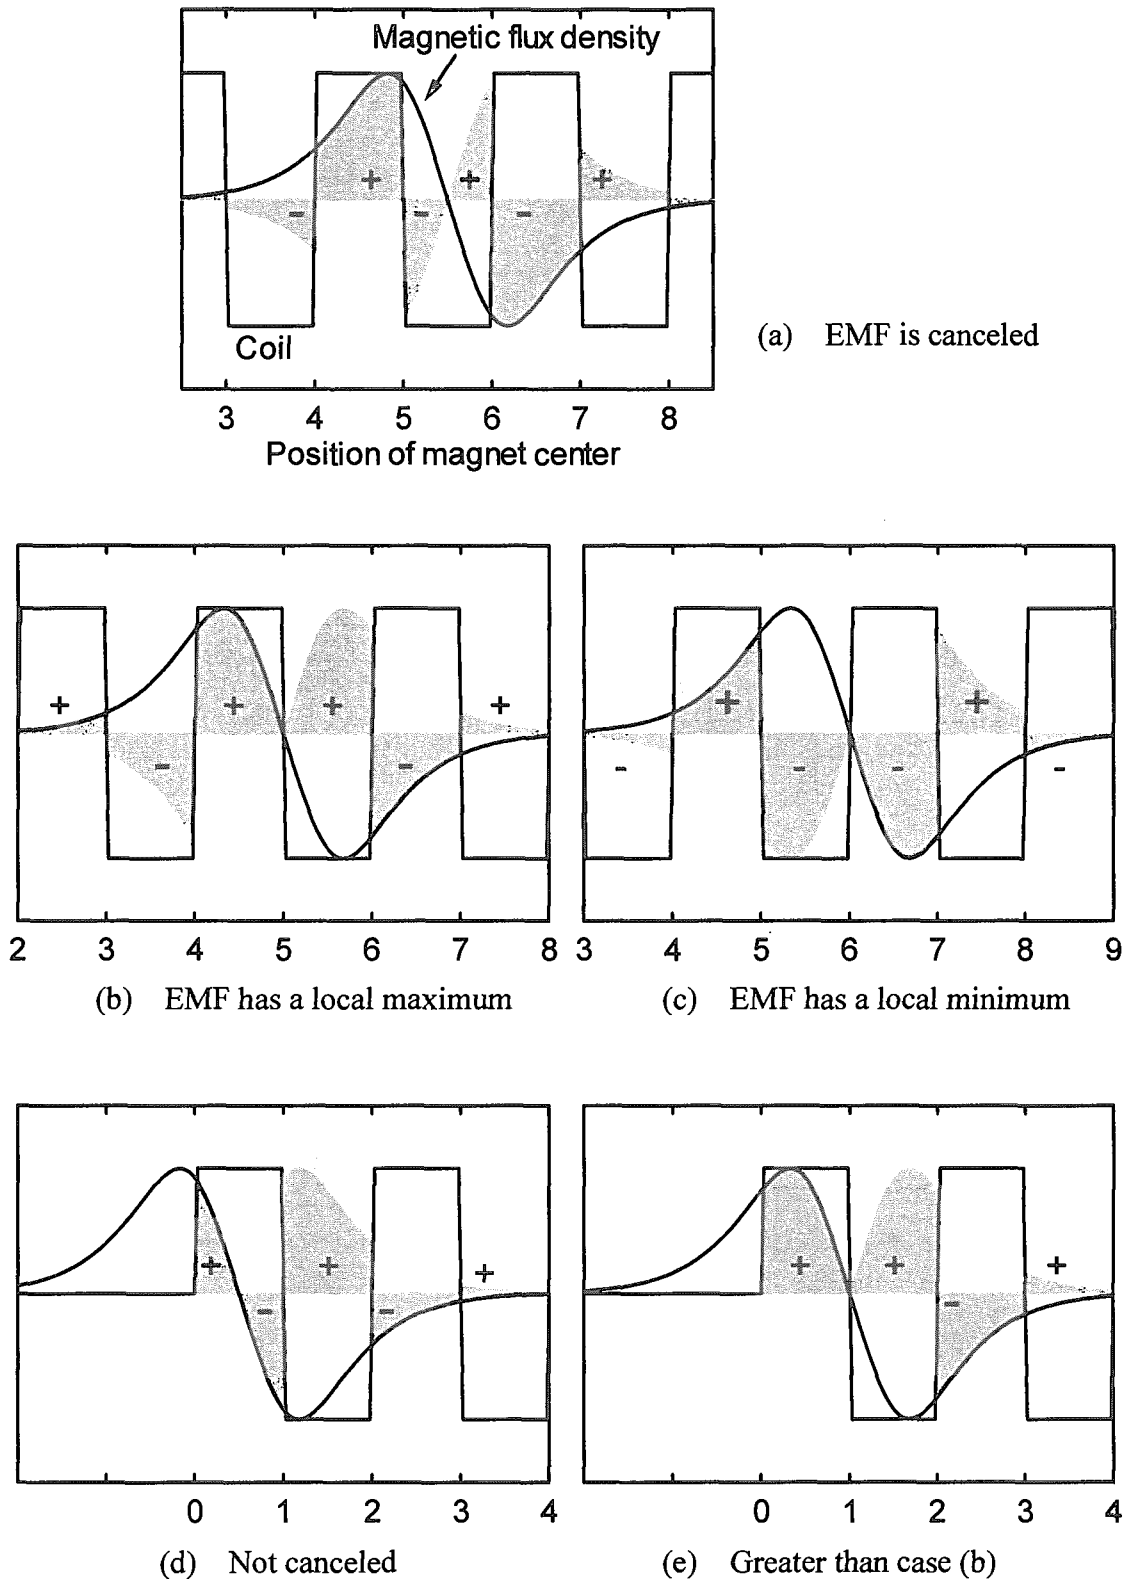 Magnetic flux density
+ + +
- - -
Coil
3 4 5 6 7 8
Position of magnet center
(a) EMF is canceled
+ + + +
- -
2 3 4 5 6 7 8
(b) EMF has a local maximum
+ +
- - - -
3 4 5 6 7 8 9
(c) EMF has a local minimum
+ + +
- -
0 1 2 3 4
(d) Not canceled
+ + +
-
0 1 2 3 4
(e) Greater than case (b)